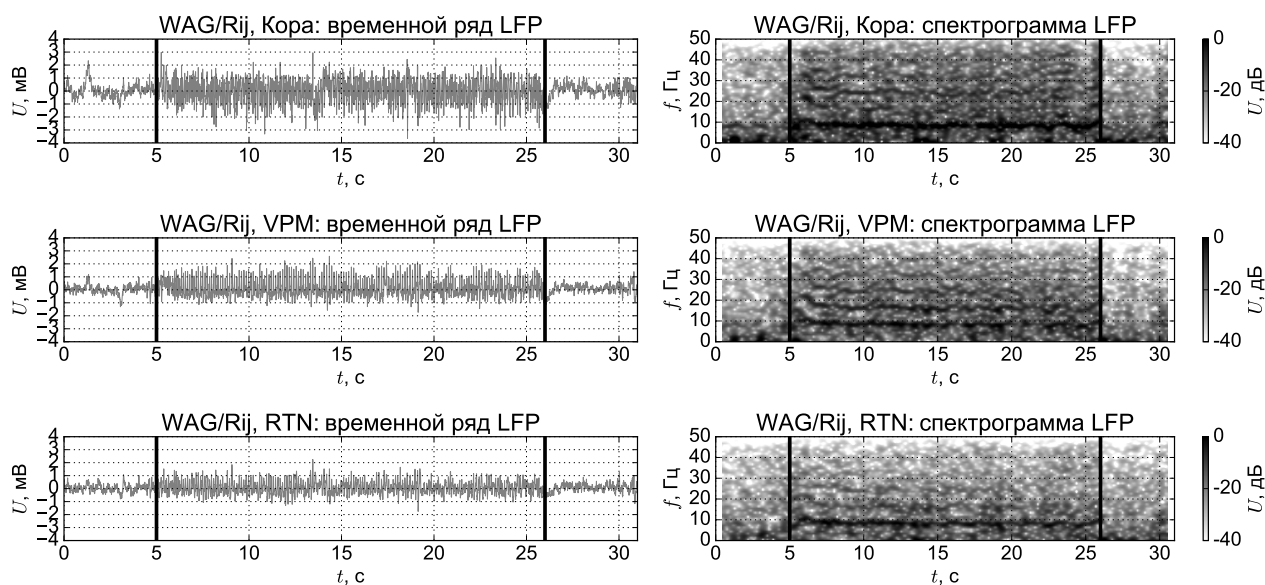 WAG/Rij, Кора: временной ряд LFP
4
3
2
1
0
−1
−2
−3
−4
U, мВ
0 5 10 15 20 25 30
t, с
WAG/Rij, Кора: спектрограмма LFP
50
40
30
20
10
0
f, Гц
0 5 10 15 20 25 30
t, с
0
−20
−40
U, дБ
WAG/Rij, VPM: временной ряд LFP
4
3
2
1
0
−1
−2
−3
−4
U, мВ
0 5 10 15 20 25 30
t, с
WAG/Rij, VPM: спектрограмма LFP
50
40
30
20
10
0
f, Гц
0 5 10 15 20 25 30
t, с
0
−20
−40
U, дБ
WAG/Rij, RTN: временной ряд LFP
4
3
2
1
0
−1
−2
−3
−4
U, мВ
0 5 10 15 20 25 30
t, с
WAG/Rij, RTN: спектрограмма LFP
50
40
30
20
10
0
f, Гц
0 5 10 15 20 25 30
t, с
0
−20
−40
U, дБ